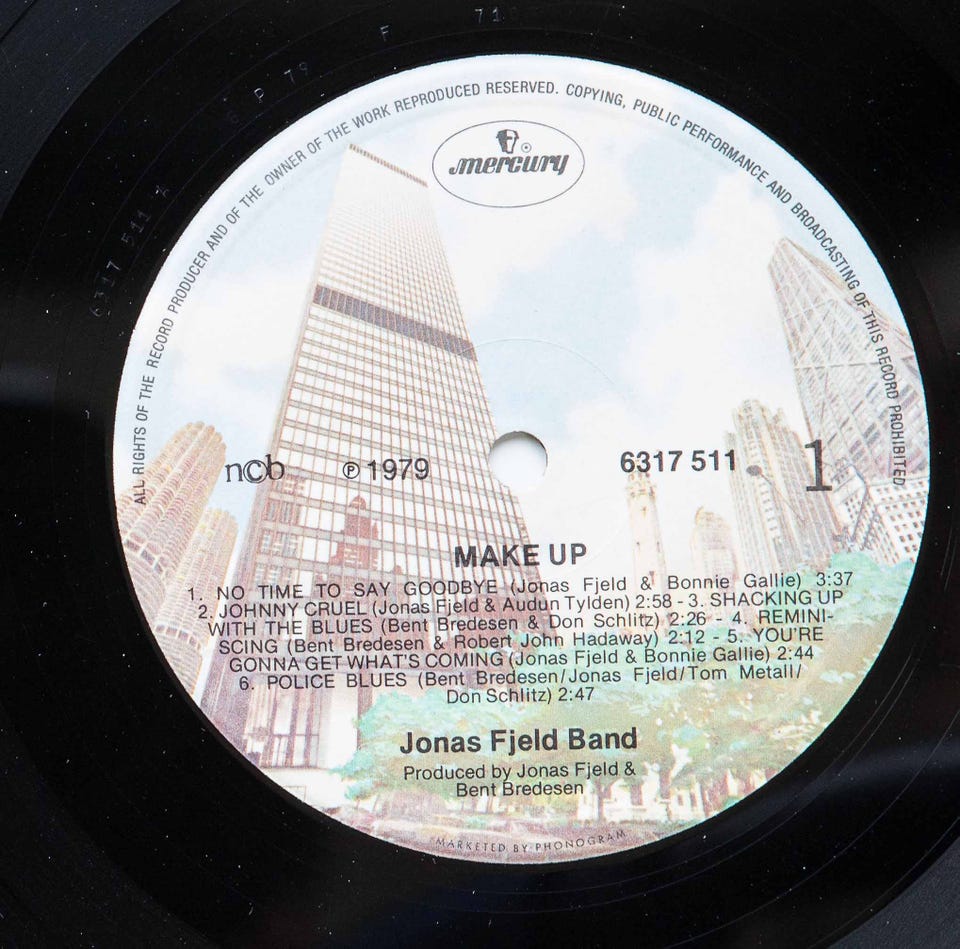 ALL RIGHTS OF THE RECORD PRODUCER AND OF THE OWNER OF THE WORK REPRODUCED RESERVED. COPYING, PUBLIC PERFORMANCE AND BROADCASTING OF THIS RECORD PROHIBITED
mercury
ncb ℗ 1979 6317 511 1
MAKE UP
1. NO TIME TO SAY GOODBYE (Jonas Fjeld & Bonnie Gallie) 3:37
2. JOHNNY CRUEL (Jonas Fjeld & Audun Tylden) 2:58 - 3. SHACKING UP
WITH THE BLUES (Bent Bredesen & Don Schlitz) 2:26 - 4. REMINI-
SCING (Bent Bredesen & Robert John Hadaway) 2:12 - 5. YOU'RE
GONNA GET WHAT'S COMING (Jonas Fjeld & Bonnie Gallie) 2:44
6. POLICE BLUES (Bent Bredesen/Jonas Fjeld/Tom Metall/
Don Schlitz) 2:47
Jonas Fjeld Band
Produced by Jonas Fjeld &
Bent Bredesen
MARKETED BY PHONOGRAM
6317 511
P 79 F 71